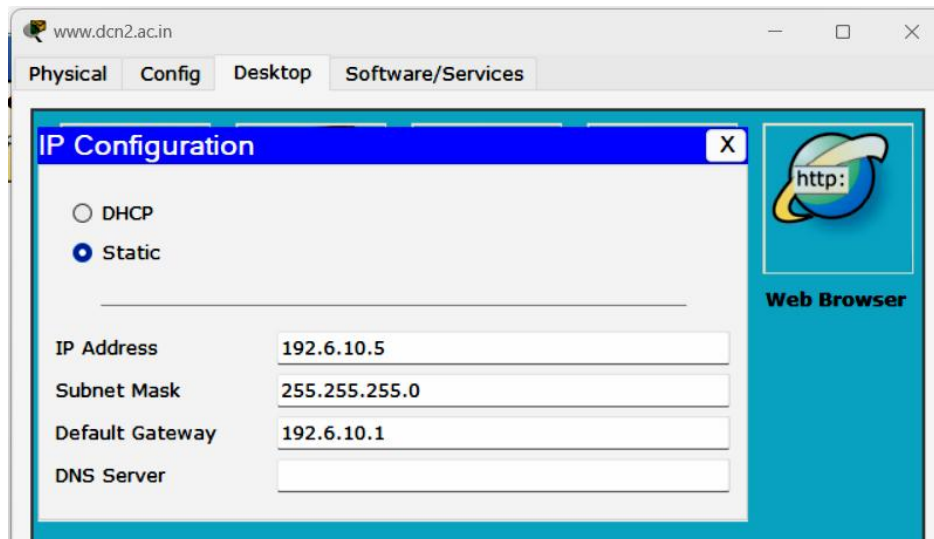 www.dcn2.ac.in
Physical Config Desktop Software/Services
IP Configuration X
http:
DHCP
Static
Web Browser
IP Address 192.6.10.5
Subnet Mask 255.255.255.0
Default Gateway 192.6.10.1
DNS Server